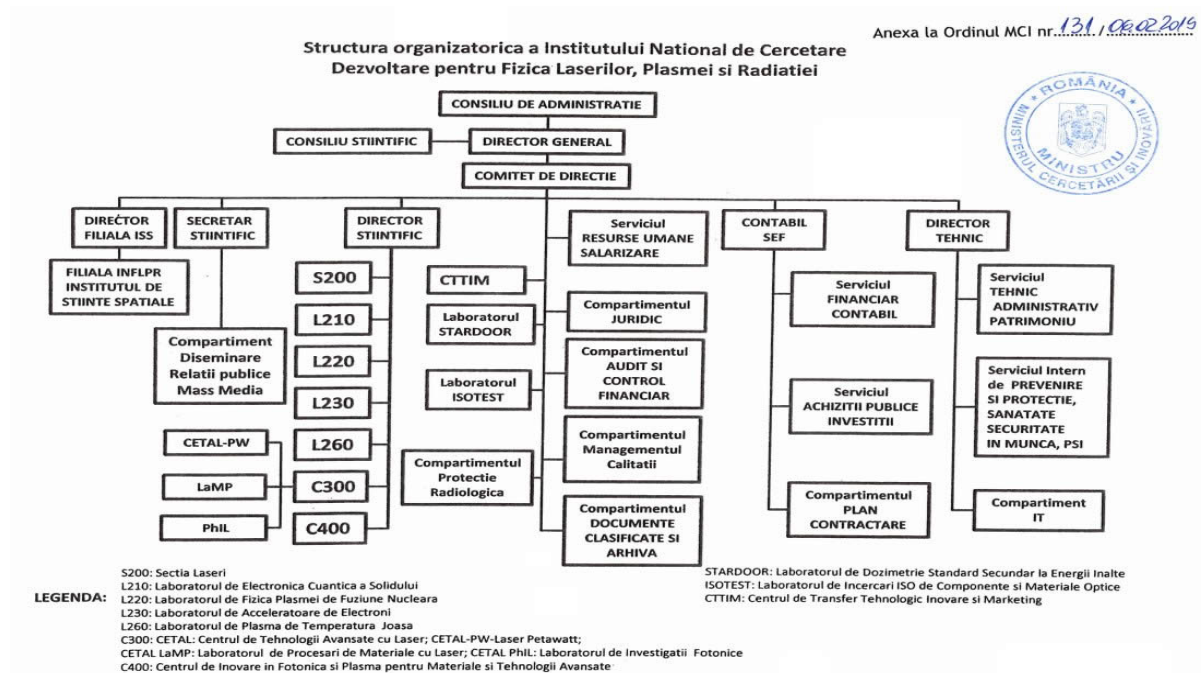 Anexa la Ordinul MCI nr. 131 / 06.02.2019
Structura organizatorica a Institutului National de Cercetare
Dezvoltare pentru Fizica Laserilor, Plasmei si Radiatiei
ROMÂNIA
MINISTERUL CERCETĂRII ȘI INOVĂRII
MINISTRU
CONSILIU DE ADMINISTRATIE
CONSILIU STIINTIFIC
DIRECTOR GENERAL
COMITET DE DIRECTIE
DIRECTOR
FILIALA ISS
SECRETAR
STIINTIFIC
DIRECTOR
STIINTIFIC
Serviciul
RESURSE UMANE
SALARIZARE
CONTABIL
SEF
DIRECTOR
TEHNIC
FILIALA INFLPR
INSTITUTUL DE
STIINTE SPATIALE
Compartiment
Diseminare
Relatii publice
Mass Media
S200
L210
L220
L230
L260
C300
C400
CETAL-PW
LaMP
PhIL
CTTIM
Laboratorul
STARDOOR
Laboratorul
ISOTEST
Compartimentul
Protectie
Radiologica
Compartimentul
JURIDIC
Compartimentul
AUDIT SI
CONTROL
FINANCIAR
Compartimentul
Managementul
Calitatii
Compartimentul
DOCUMENTE
CLASIFICATE SI
ARHIVA
Serviciul
FINANCIAR
CONTABIL
Serviciul
ACHIZITII PUBLICE
INVESTITII
Compartimentul
PLAN
CONTRACTARE
Serviciul
TEHNIC
ADMINISTRATIV
PATRIMONIU
Serviciul Intern
de PREVENIRE
SI PROTECTIE,
SANATATE
SECURITATE
IN MUNCA, PSI
Compartiment
IT
LEGENDA:
S200: Sectia Laseri
L210: Laboratorul de Electronica Cuantica a Solidului
L220: Laboratorul de Fizica Plasmei de Fuziune Nucleara
L230: Laboratorul de Acceleratoare de Electroni
L260: Laboratorul de Plasma de Temperatura Joasa
C300: CETAL: Centrul de Tehnologii Avansate cu Laser; CETAL-PW-Laser Petawatt;
CETAL LaMP: Laboratorul de Procesari de Materiale cu Laser; CETAL PhIL: Laboratorul de Investigatii Fotonice
C400: Centrul de Inovare in Fotonica si Plasma pentru Materiale si Tehnologii Avansate
STARDOOR: Laboratorul de Dozimetrie Standard Secundar la Energii Inalte
ISOTEST: Laboratorul de Incercari ISO de Componente si Materiale Optice
CTTIM: Centrul de Transfer Tehnologic Inovare si Marketing